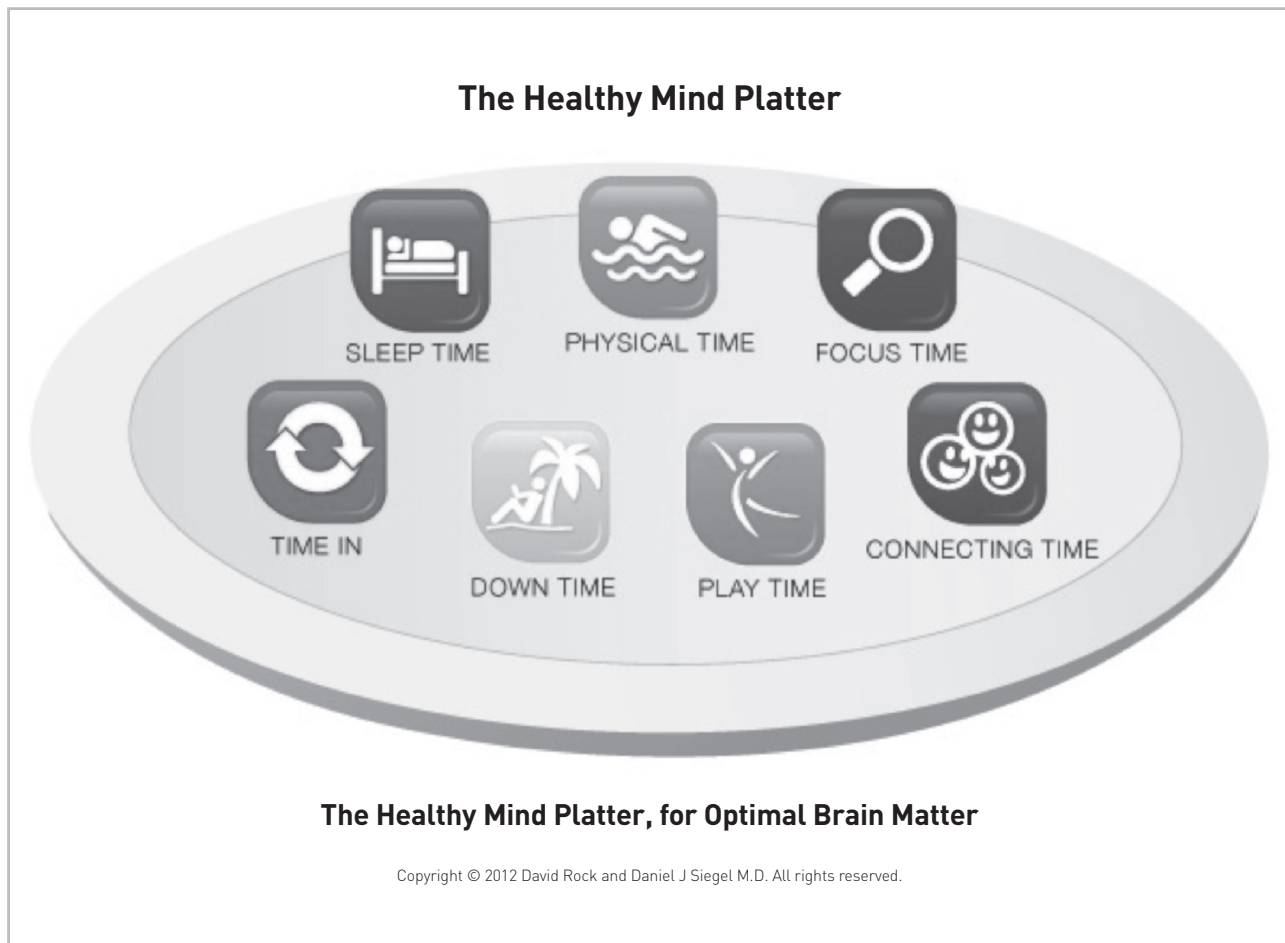 The Healthy Mind Platter
SLEEP TIME
PHYSICAL TIME
FOCUS TIME
TIME IN
DOWN TIME
PLAY TIME
CONNECTING TIME
The Healthy Mind Platter, for Optimal Brain Matter
Copyright © 2012 David Rock and Daniel J Siegel M.D. All rights reserved.